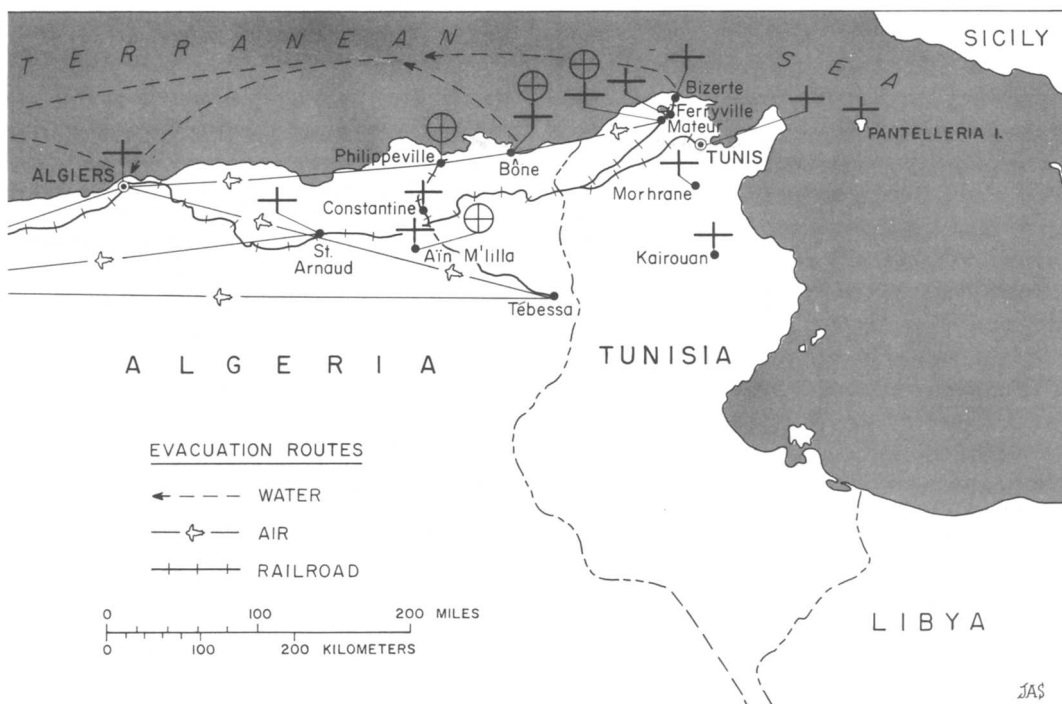 TERRANEAN SEA
SICILY
Bizerte
Ferryville
Mateur
PANTELLERIA I.
Philippeville
Bône
TUNIS
ALGIERS
Morhrane
Constantine
St.
Arnaud
Aïn M'lilla
Kairouan
Tébessa
ALGERIA
TUNISIA
EVACUATION ROUTES
WATER
AIR
RAILROAD
0 100 200 MILES
0 100 200 KILOMETERS
LIBYA
JAS